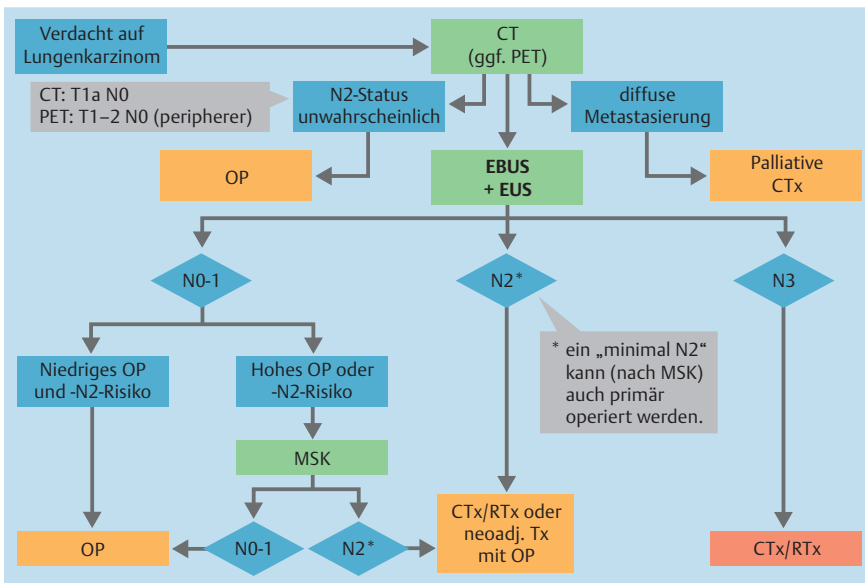 Verdacht auf
Lungenkarzinom
CT
(ggf. PET)
CT: T1a N0
PET: T1–2 N0 (peripherer)
N2-Status
unwahrscheinlich
diffuse
Metastasierung
OP
EBUS
+ EUS
Palliative
CTx
N0-1
N2*
N3
* ein „minimal N2“
kann (nach MSK)
auch primär
operiert werden.
Niedriges OP
und -N2-Risiko
Hohes OP oder
-N2-Risiko
MSK
OP
N0-1
N2*
CTx/RTx oder
neoadj. Tx
mit OP
CTx/RTx